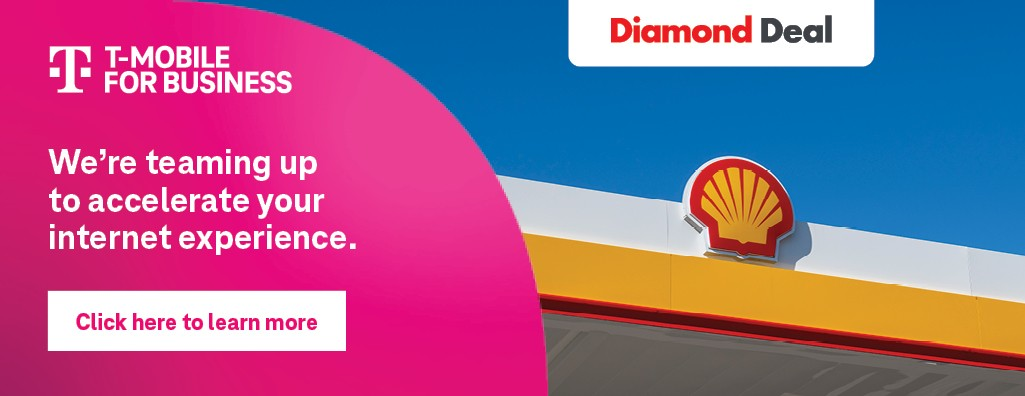 T-MOBILE
FOR BUSINESS
Diamond Deal
We're teaming up
to accelerate your
internet experience.
Click here to learn more